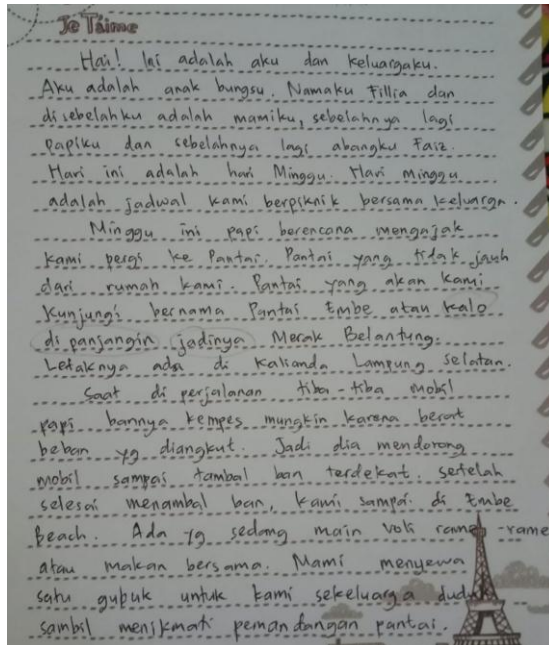 Je T'aime
Hai! Ini adalah aku dan keluargaku.
Aku adalah anak bungsu. Namaku Fillia dan
disebelahku adalah mamiku, sebelahnya lagi
papiku dan sebelahnya lagi abangku Faiz.
Hari ini adalah hari Minggu. Hari minggu
adalah jadwal kami berpiknik bersama keluarga.
Minggu ini papi berencana mengajak
kami pergi ke Pantai. Pantai yang tidak jauh
dari rumah kami. Pantai yang akan kami
kunjungi bernama Pantai Embe atau kalo
di panjangin jadinya Merak Belantung.
Letaknya ada di Kalianda Lampung Selatan.
Saat di perjalanan tiba-tiba mobil
papi bannya kempes mungkin karena berat
beban yg diangkut. Jadi dia mendorong
mobil sampai tambal ban terdekat. setelah
selesai menambal ban, kami sampai di Embe
Beach. Ada yg sedang main voli rame-rame
atau makan bersama. Mami menyewa
satu gubuk untuk kami sekeluarga duduk
sambil menikmati pemandangan pantai.